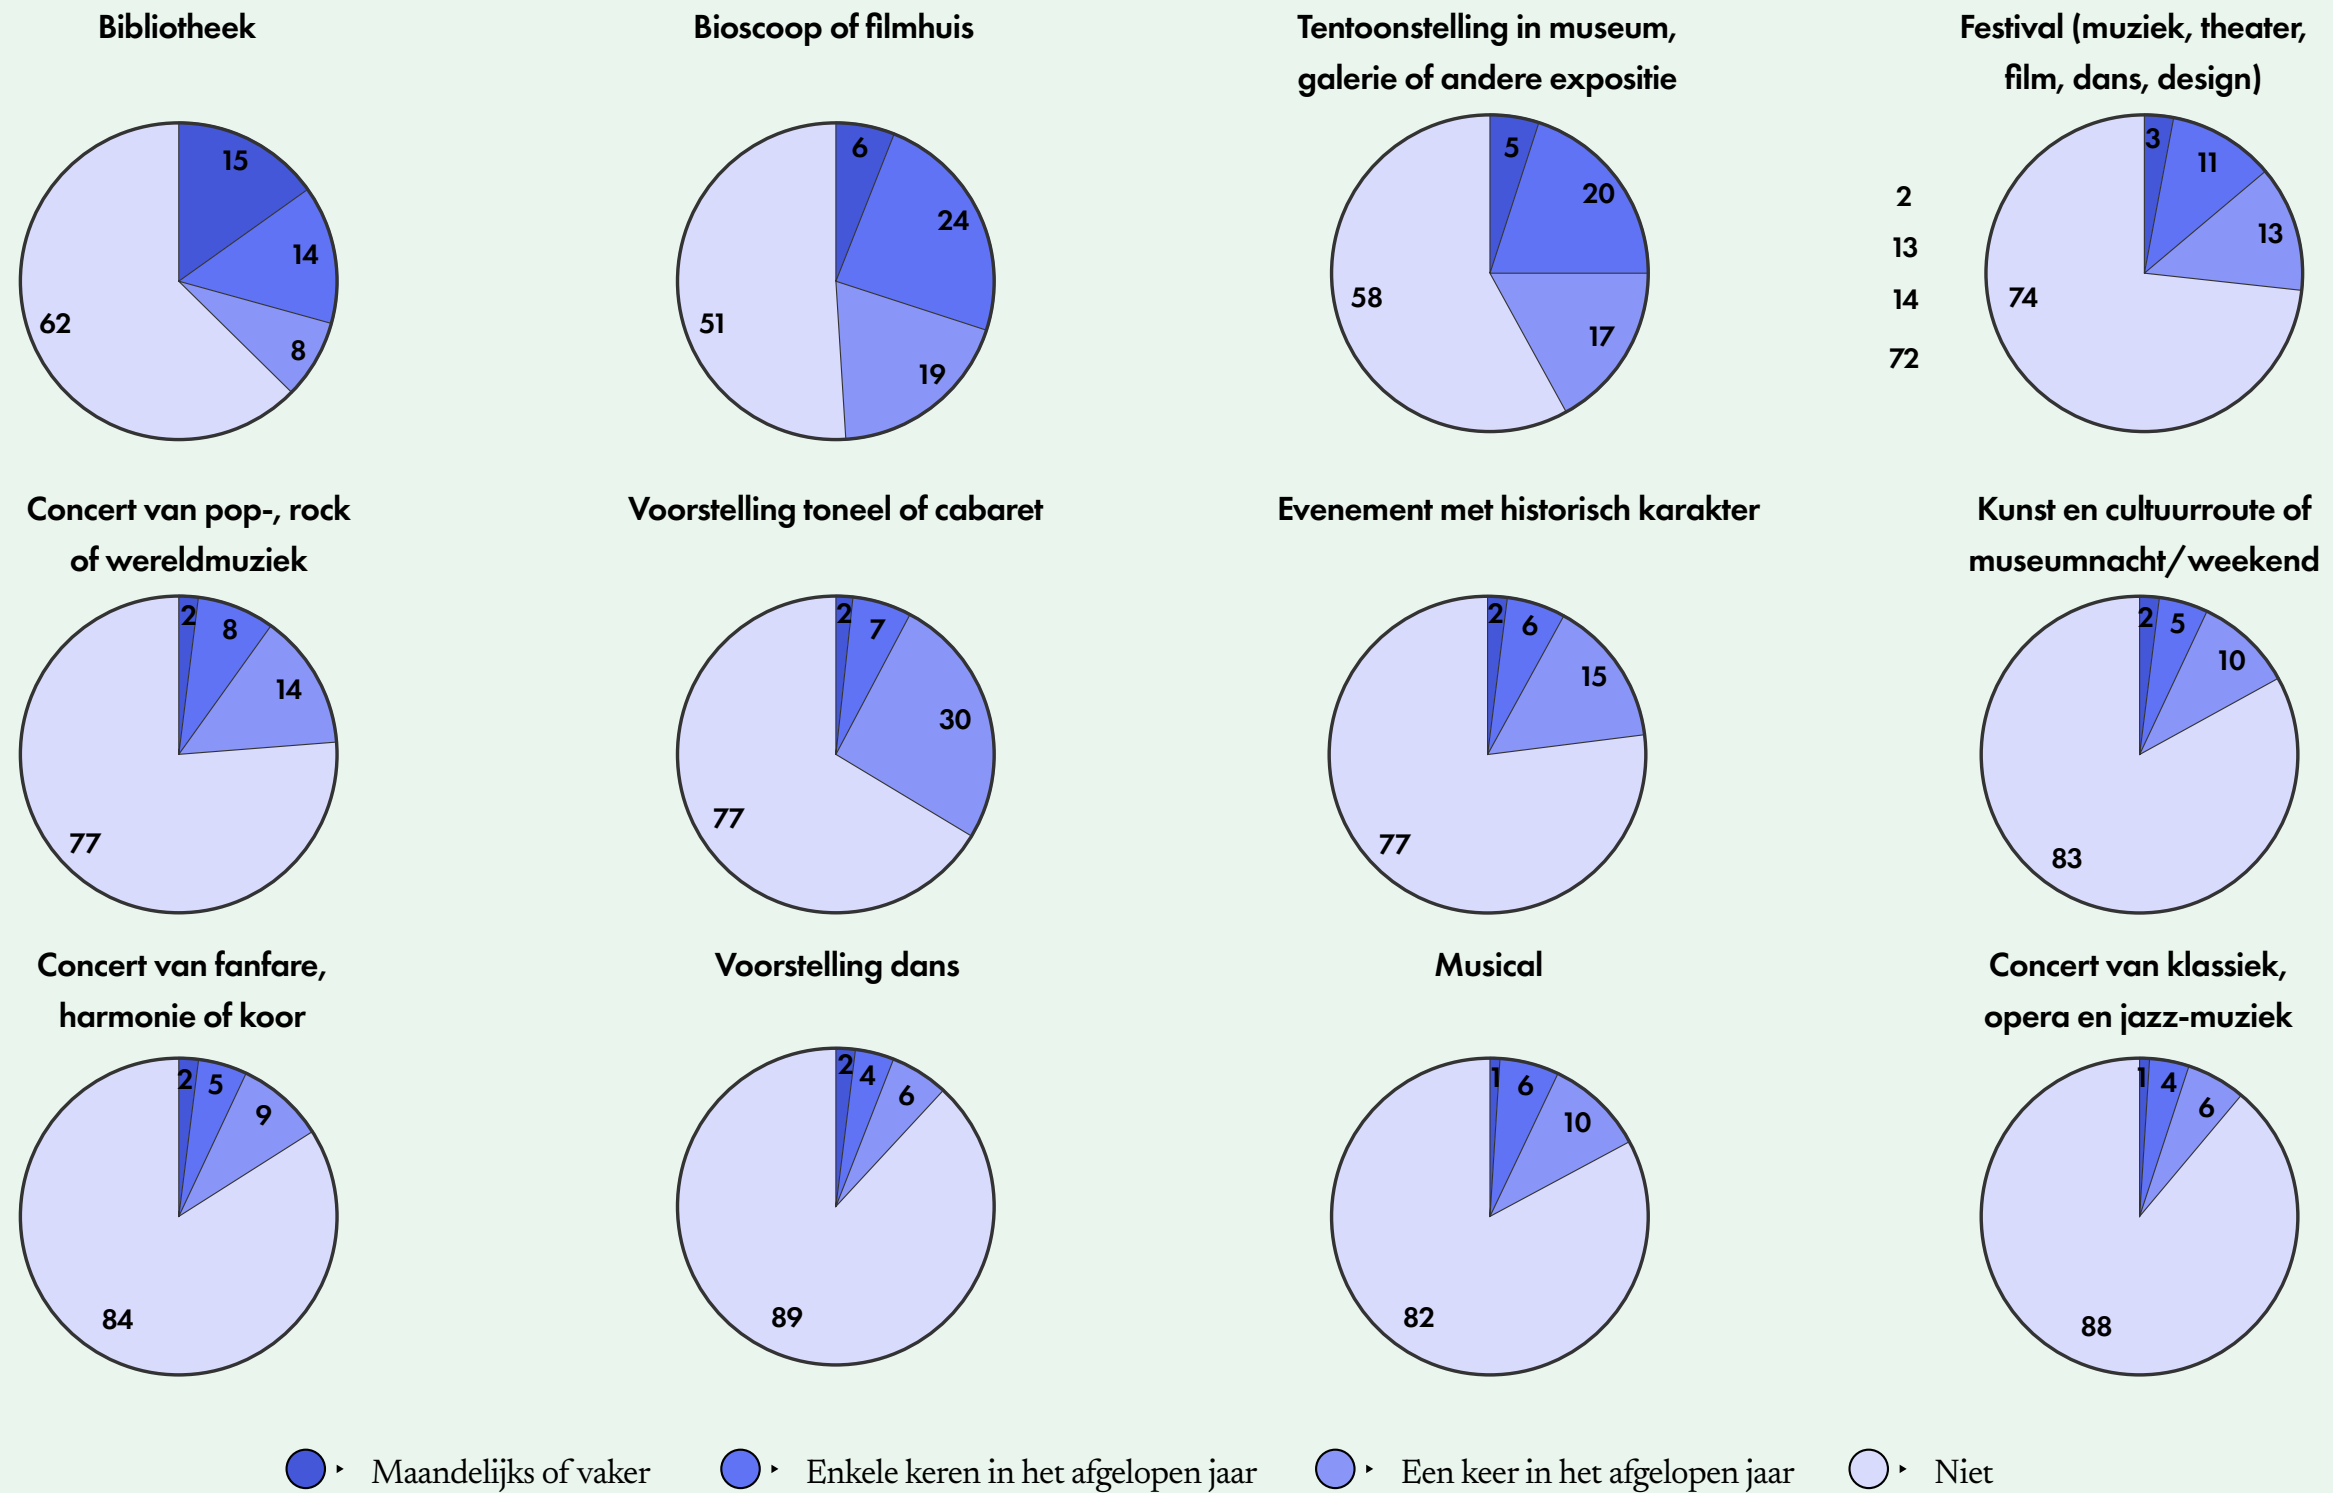 Bibliotheek
15
14
8
62
Bioscoop of filmhuis
6
24
19
51
Tentoonstelling in museum,
galerie of andere expositie
5
20
17
58
2
13
14
72
Festival (muziek, theater,
film, dans, design)
3
11
13
74
Concert van pop-, rock
of wereldmuziek
2
8
14
77
Voorstelling toneel of cabaret
2
7
30
77
Evenement met historisch karakter
2
6
15
77
Kunst en cultuurroute of
museumnacht/weekend
2
5
10
83
Concert van fanfare,
harmonie of koor
2
5
9
84
Voorstelling dans
2
4
6
89
Musical
1
6
10
82
Concert van klassiek,
opera en jazz-muziek
1
4
6
88
Maandelijks of vaker
Enkele keren in het afgelopen jaar
Een keer in het afgelopen jaar
Niet